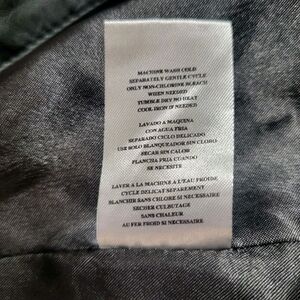 MACHINE WASH COLD
SEPARATELY GENTLE CYCLE
ONLY NON-CHLORINE BLEACH
WHEN NEEDED
TUMBLE DRY NO HEAT
COOL IRON IF NEEDED
LAVADO A MAQUINA
CON AGUA FRIA
SEPARADO CICLO DELICADO
USE SOLO BLANQUEADOR SIN CLORO
SECAR SIN CALOR
PLANCHA FRIA CUANDO
SE NECESITE
LAVER A LA MACHINE A L'EAU FROIDE
CYCLE DELICAT SEPAREMENT
BLANCHIR SANS CHLORE SI NECESSAIRE
SECHER CULBUTAGE
SANS CHALEUR
AU FER FROID SI NECESSAIRE